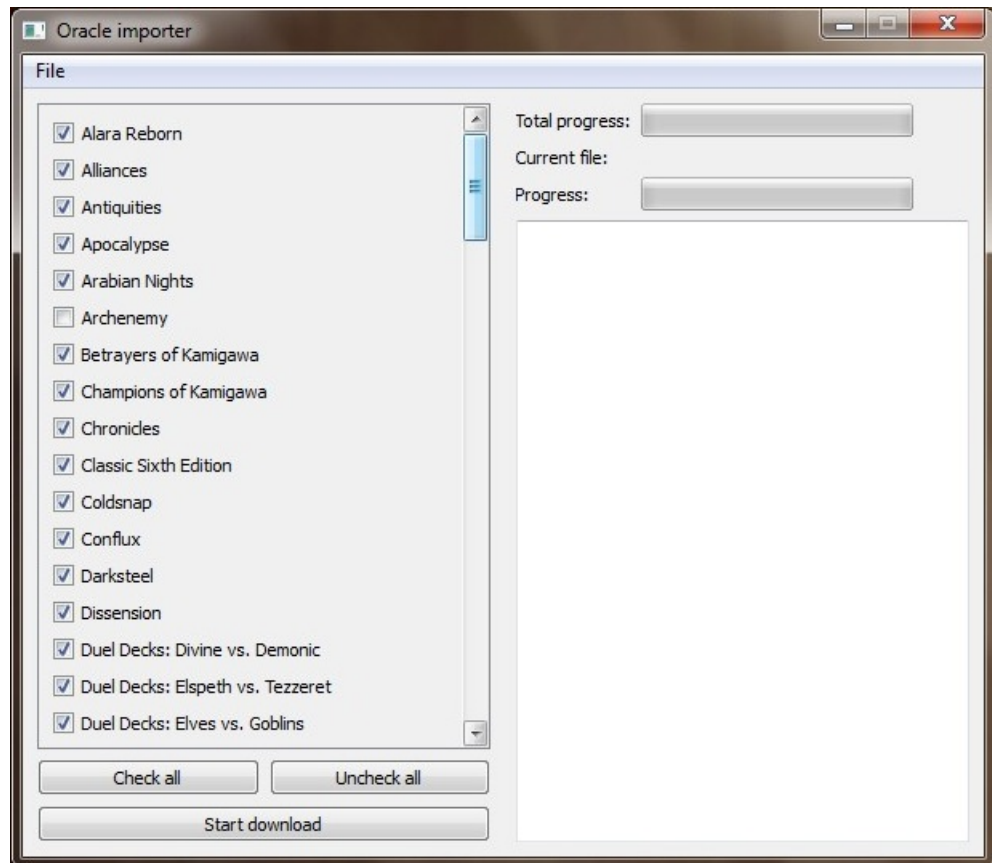 Oracle importer
File
Alara Reborn
Alliances
Antiquities
Apocalypse
Arabian Nights
Archenemy
Betrayers of Kamigawa
Champions of Kamigawa
Chronicles
Classic Sixth Edition
Coldsnap
Conflux
Darksteel
Dissension
Duel Decks: Divine vs. Demonic
Duel Decks: Elspeth vs. Tezzeret
Duel Decks: Elves vs. Goblins
Check all
Uncheck all
Start download
Total progress:
Current file:
Progress: